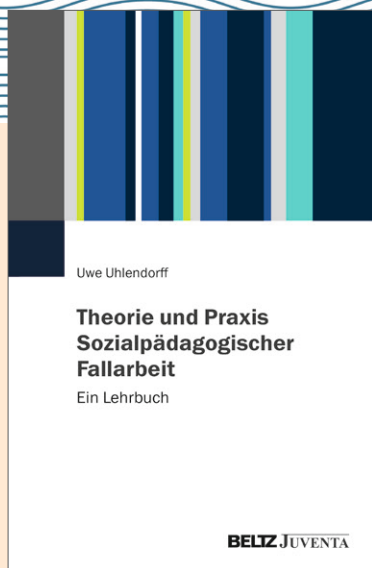 Uwe Uhlendorff
Theorie und Praxis
Sozialpädagogischer
Fallarbeit
Ein Lehrbuch
BELTZ JUVENTA